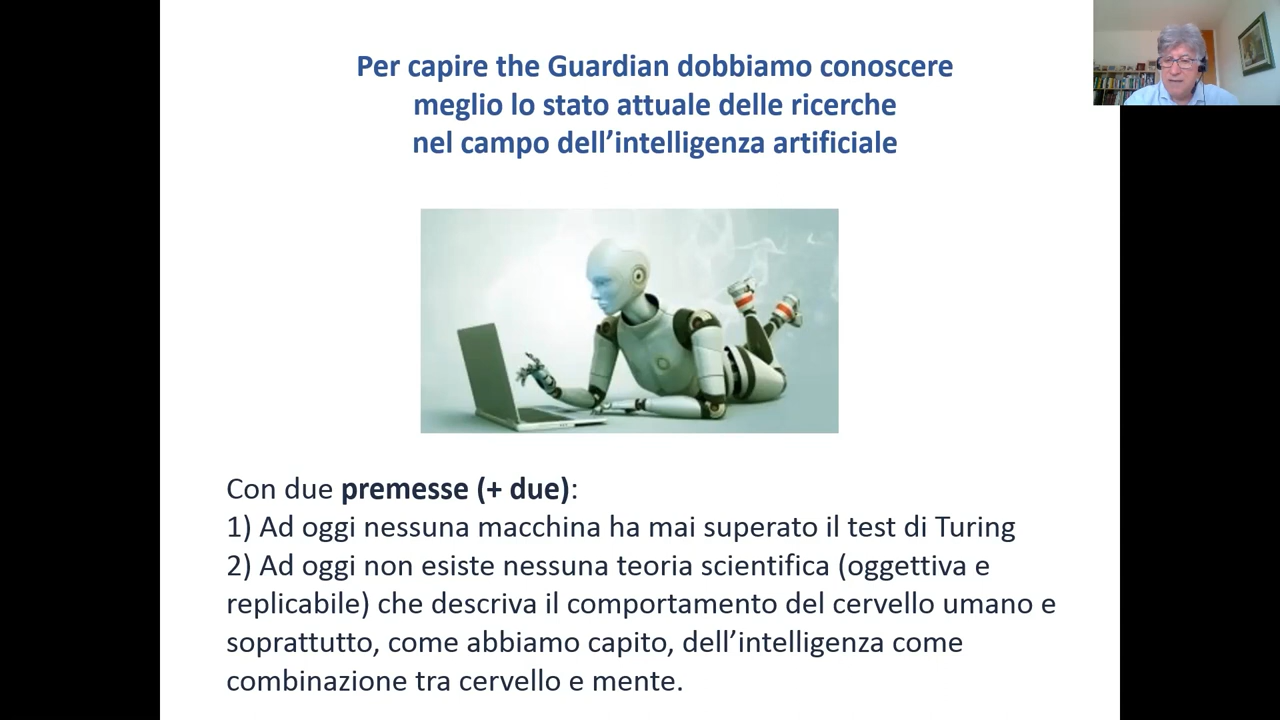 Per capire the Guardian dobbiamo conoscere
meglio lo stato attuale delle ricerche
nel campo dell’intelligenza artificiale
Con due premesse (+ due):
1) Ad oggi nessuna macchina ha mai superato il test di Turing
2) Ad oggi non esiste nessuna teoria scientifica (oggettiva e
replicabile) che descriva il comportamento del cervello umano e
soprattutto, come abbiamo capito, dell’intelligenza come
combinazione tra cervello e mente.